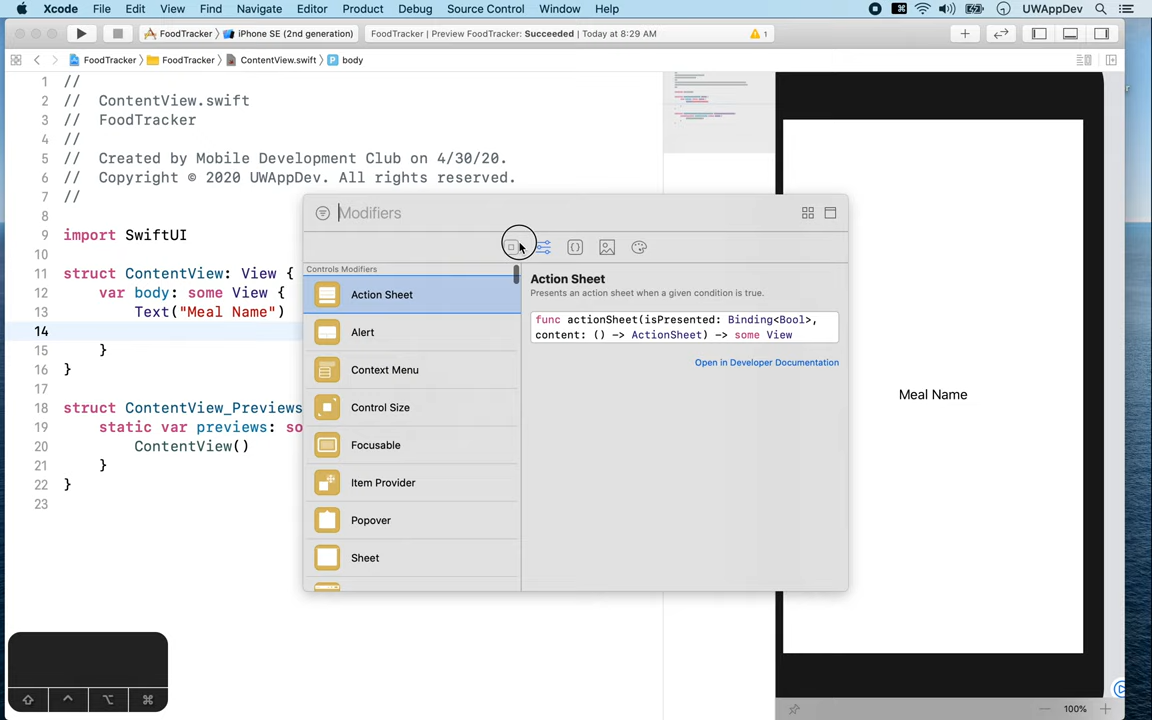 Xcode File Edit View Find Navigate Editor Product Debug Source Control Window Help UWAppDev
FoodTracker iPhone SE (2nd generation) FoodTracker | Preview FoodTracker: Succeeded | Today at 8:29 AM 1
FoodTracker FoodTracker ContentView.swift P body
1 //
2 // ContentView.swift
3 // FoodTracker
4 //
5 // Created by Mobile Development Club on 4/30/20.
6 // Copyright © 2020 UWAppDev. All rights reserved.
7 //
8
9 import SwiftUI
10
11 struct ContentView: View {
12 var body: some View {
13 Text("Meal Name")
14
15 }
16 }
17
18 struct ContentView_Previews
19 static var previews: so
20 ContentView()
21 }
22 }
23
Modifiers
Controls Modifiers
Action Sheet
Alert
Context Menu
Control Size
Focusable
Item Provider
Popover
Sheet
Action Sheet
Presents an action sheet when a given condition is true.
func actionSheet(isPresented: Binding<Bool>,
content: () -> ActionSheet) -> some View
Open in Developer Documentation
Meal Name
100%